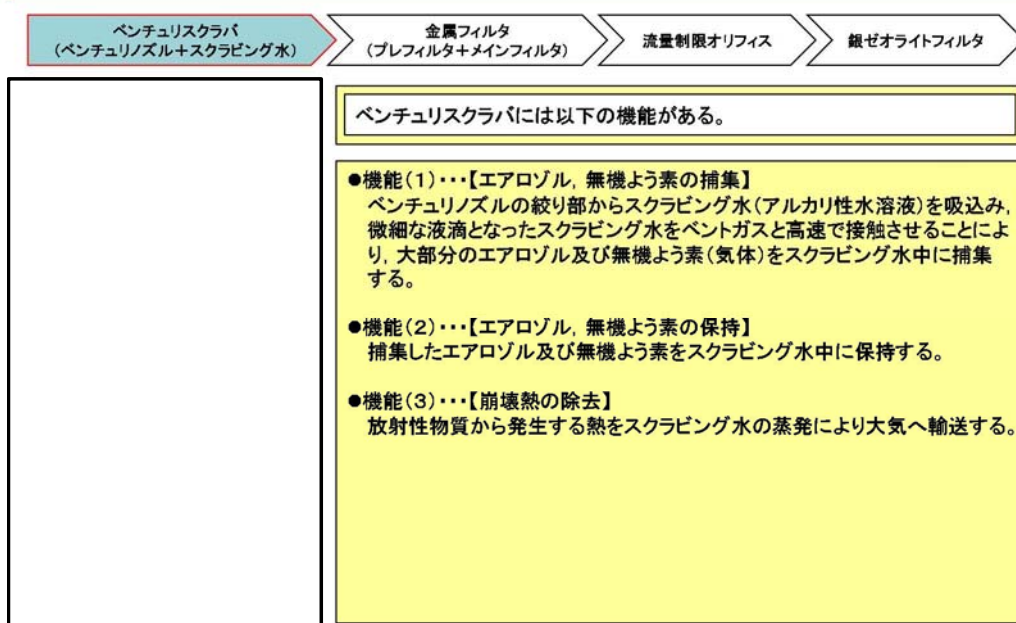 ベンチュリスクラバ
(ベンチュリノズル+スクラビング水)
金属フィルタ
(プレフィルタ+メインフィルタ)
流量制限オリフィス
銀ゼオライトフィルタ
ベンチュリスクラバには以下の機能がある。
●機能(1)・・・【エアロゾル,無機よう素の捕集】
ベンチュリノズルの絞り部からスクラビング水(アルカリ性水溶液)を吸込み,
微細な液滴となったスクラビング水をベントガスと高速で接触させることによ
り,大部分のエアロゾル及び無機よう素(気体)をスクラビング水中に捕集
する。
●機能(2)・・・【エアロゾル,無機よう素の保持】
捕集したエアロゾル及び無機よう素をスクラビング水中に保持する。
●機能(3)・・・【崩壊熱の除去】
放射性物質から発生する熱をスクラビング水の蒸発により大気へ輸送する。